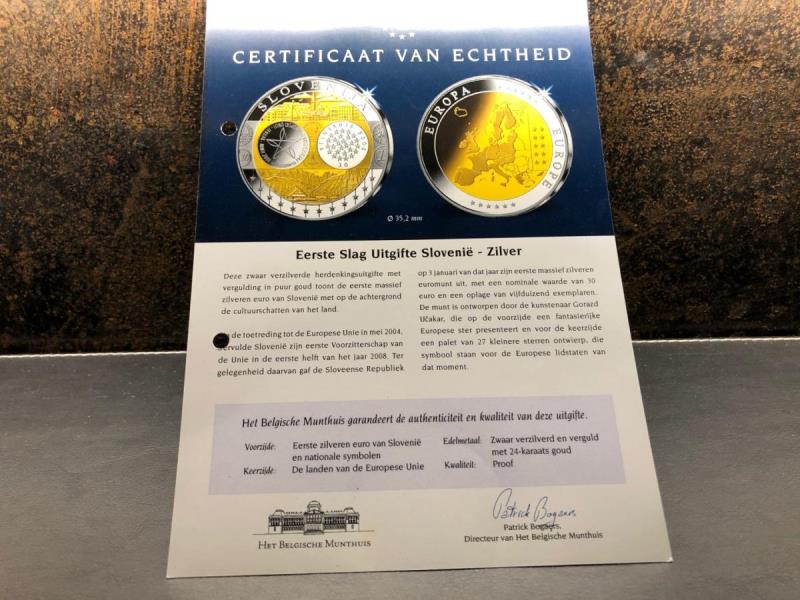 CERTIFICAAT VAN ECHTHEID
SLOVENIJA
EUROPA
EUROPE
Ø 35,2 mm
Eerste Slag Uitgifte Slovenië - Zilver
Deze zwaar verzilverde herdenkingsuitgifte met
vergulding in puur goud toont de eerste massief
zilveren euro van Slovenië met op de achtergrond
de cultuurschatten van het land.
de toetreding tot de Europese Unie in mei 2004,
vervulde Slovenië zijn eerste Voorzitterschap van
de Unie in de eerste helft van het jaar 2008. Ter
gelegenheid daarvan gaf de Sloveense Republiek
op 3 januari van dat jaar zijn eerste massief zilveren
euromunt uit, met een nominale waarde van 30
euro en een oplage van vijfduizend exemplaren.
De munt is ontworpen door de kunstenaar Gorazd
Učakar, die op de voorzijde een fantasierijke
Europese ster presenteert en voor de keerzijde
een palet van 27 kleinere sterren ontwierp, die
symbool staan voor de Europese lidstaten van
dat moment.
Het Belgische Munthuis garandeert de authenticiteit en kwaliteit van deze uitgifte.
Voorzijde: Eerste zilveren euro van Slovenië
en nationale symbolen
Keerzijde: De landen van de Europese Unie
Edelmetaal: Zwaar verzilverd en verguld
met 24-karaats goud
Kwaliteit: Proof
HET BELGISCHE MUNTHUIS
Patrick Bogaers
Patrick Bogaers,
Directeur van Het Belgische Munthuis